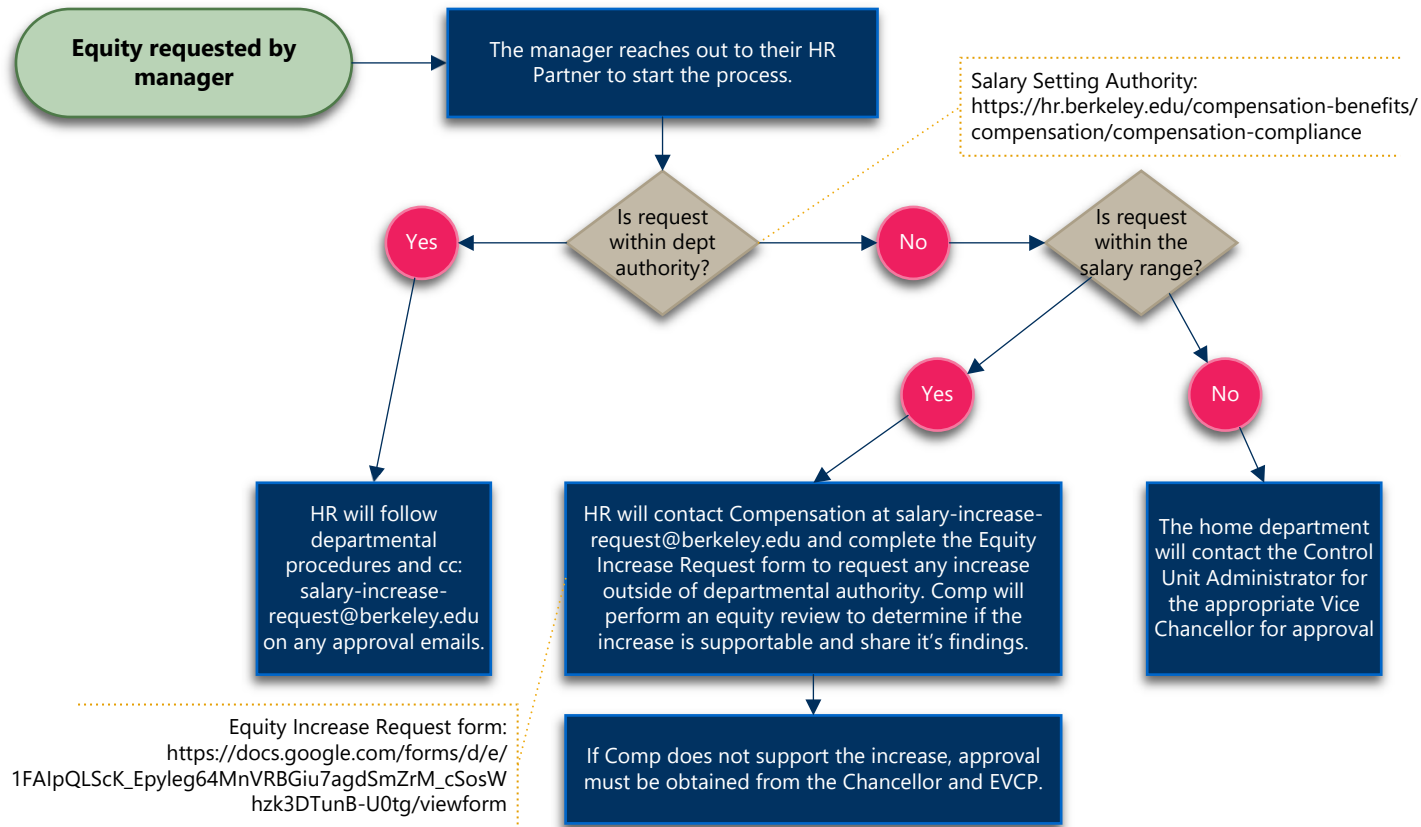 Equity requested by
manager
The manager reaches out to their HR
Partner to start the process.
Salary Setting Authority:
https://hr.berkeley.edu/compensation-benefits/
compensation/compensation-compliance
Is request
within dept
authority?
Yes
No
Is request
within the
salary range?
Yes
No
HR will follow
departmental
procedures and cc:
salary-increase-
request@berkeley.edu
on any approval emails.
HR will contact Compensation at salary-increase-
request@berkeley.edu and complete the Equity
Increase Request form to request any increase
outside of departmental authority. Comp will
perform an equity review to determine if the
increase is supportable and share it’s findings.
The home department
will contact the Control
Unit Administrator for
the appropriate Vice
Chancellor for approval
Equity Increase Request form:
https://docs.google.com/forms/d/e/
1FAIpQLScK_Epyleg64MnVRBGiu7agdSmZrM_cSosW
hzk3DTunB-U0tg/viewform
If Comp does not support the increase, approval
must be obtained from the Chancellor and EVCP.